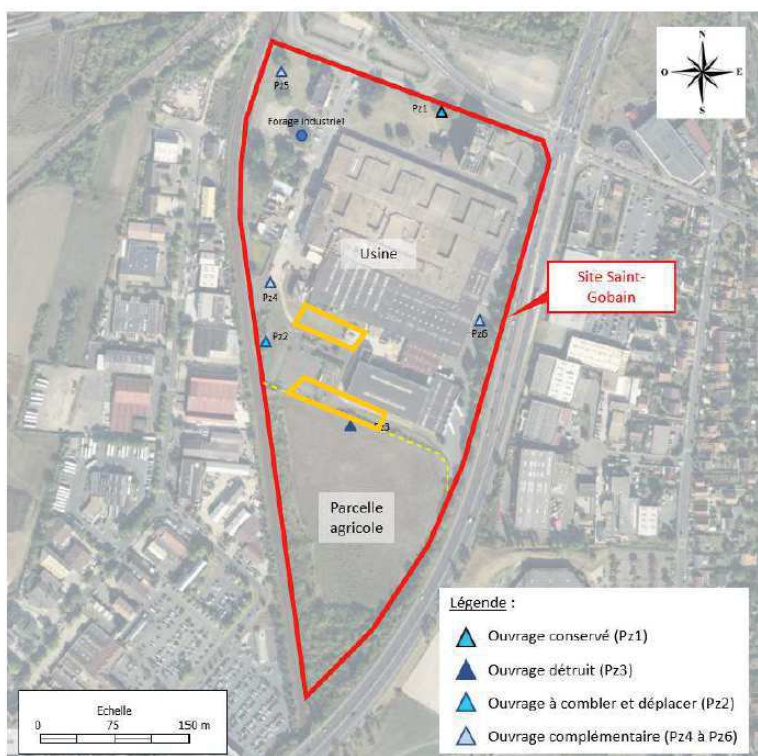 N
O E
S
Pz5
Pz1
Forage industriel
Usine
Site Saint-
Gobain
Pz4
Pz6
Pz2
Pz3
Parcelle
agricole
Légende :
Ouvrage conservé (Pz1)
Ouvrage détruit (Pz3)
Ouvrage à combler et déplacer (Pz2)
Ouvrage complémentaire (Pz4 à Pz6)
Echelle
0 75 150 m